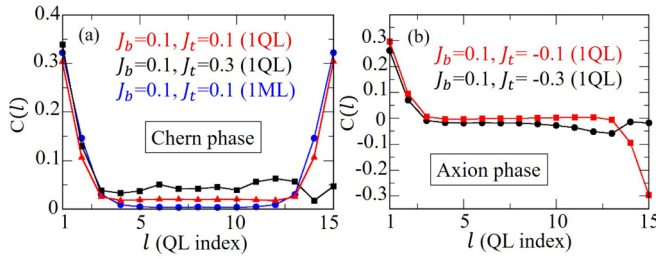 0.4
(a)
J_b=0.1, J_t=0.1 (1QL)
J_b=0.1, J_t=0.3 (1QL)
J_b=0.1, J_t=0.1 (1ML)
0.3
0.2
0.1
0
C(l)
Chern phase
1
5
10
15
l (QL index)
0.3
(b)
J_b=0.1, J_t= -0.1 (1QL)
J_b=0.1, J_t= -0.3 (1QL)
0.2
0.1
0
-0.1
-0.3
C(l)
Axion phase
1
5
10
15
l (QL index)